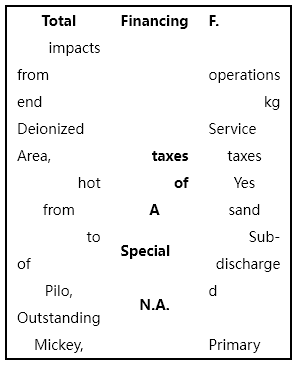 Total Financing F.
impacts
from operations
end kg
Deionized Service
Area, taxes taxes
hot of Yes
from A sand
to Sub-
Special
of discharge
Pilo, d
N.A.
Outstanding
Mickey, Primary